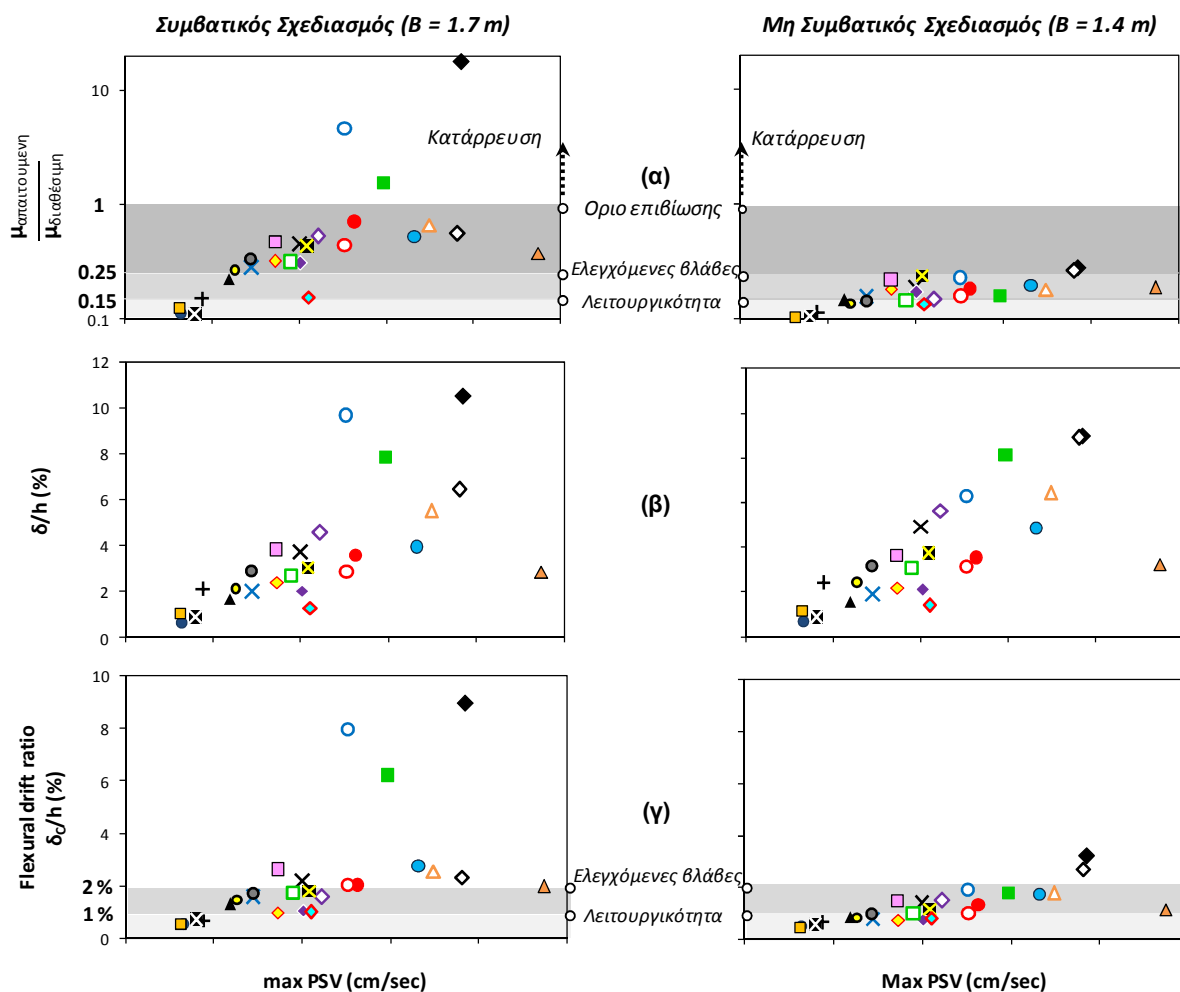 Συμβατικός Σχεδιασμός (B = 1.7 m)
Μη Συμβατικός Σχεδιασμός (B = 1.4 m)
10
1
0.25
0.15
0.1
μαπαιτουμενη
μδιαθέσιμη
Κατάρρευση
Κατάρρευση
(α)
Οριο επιβίωσης
Ελεγχόμενες βλάβες
Λειτουργικότητα
12
10
8
6
4
2
0
δ/h (%)
(β)
10
8
6
4
2 %
1 %
0
Flexural drift ratio
δc/h (%)
(γ)
Ελεγχόμενες βλάβες
Λειτουργικότητα
max PSV (cm/sec)
Max PSV (cm/sec)